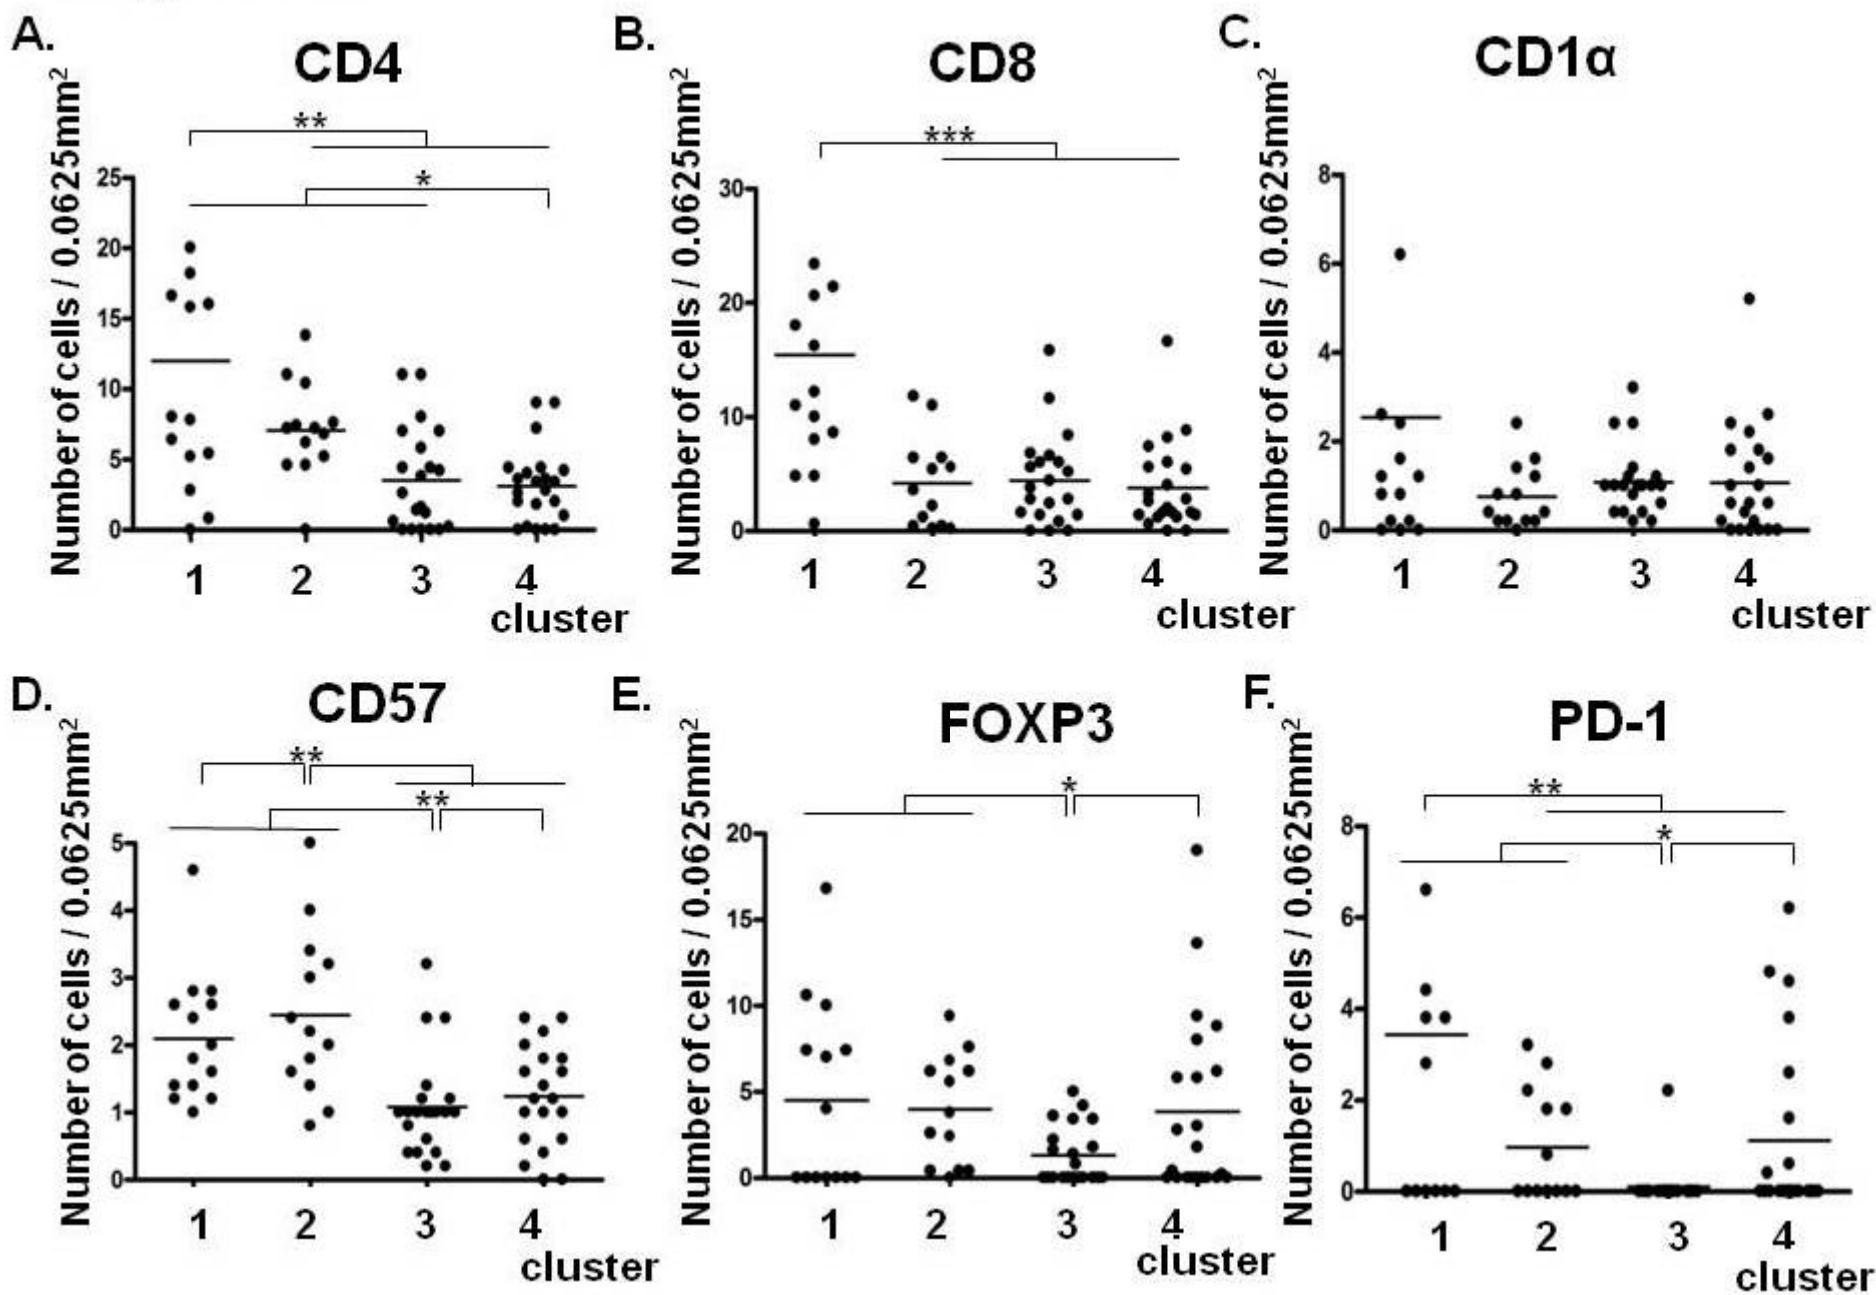 A.
CD4
Number of cells / 0.0625mm²
**
*
25
20
15
10
5
0
1 2 3 4
cluster
B.
CD8
Number of cells / 0.0625mm²
***
30
20
10
0
1 2 3 4
cluster
C.
CD1α
Number of cells / 0.0625mm²
8
6
4
2
0
1 2 3 4
cluster
D.
CD57
Number of cells / 0.0625mm²
**
**
5
4
3
2
1
0
1 2 3 4
cluster
E.
FOXP3
Number of cells / 0.0625mm²
*
20
15
10
5
0
1 2 3 4
cluster
F.
PD-1
Number of cells / 0.0625mm²
**
*
8
6
4
2
0
1 2 3 4
cluster